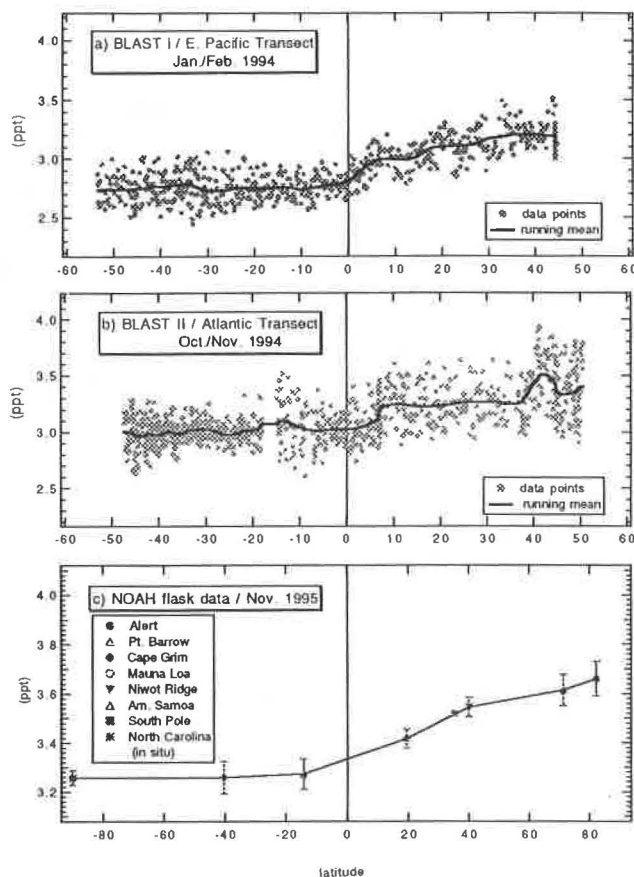 4.0
3.5
3.0
2.5
(ppt)
a) BLAST I / E. Pacific Transect
Jan./Feb. 1994
data points
running mean
-60 -50 -40 -30 -20 -10 0 10 20 30 40 50 60
4.0
3.5
3.0
2.5
(ppt)
b) BLAST II / Atlantic Transect
Oct./Nov. 1994
data points
running mean
-60 -50 -40 -30 -20 -10 0 10 20 30 40 50 60
4.0
3.8
3.6
3.4
3.2
(ppt)
c) NOAH flask data / Nov. 1995
Alert
Pt. Barrow
Cape Grim
Mauna Loa
Niwot Ridge
Am. Samoa
South Pole
North Carolina
(in situ)
-80 -60 -40 -20 0 20 40 60 80
latitude